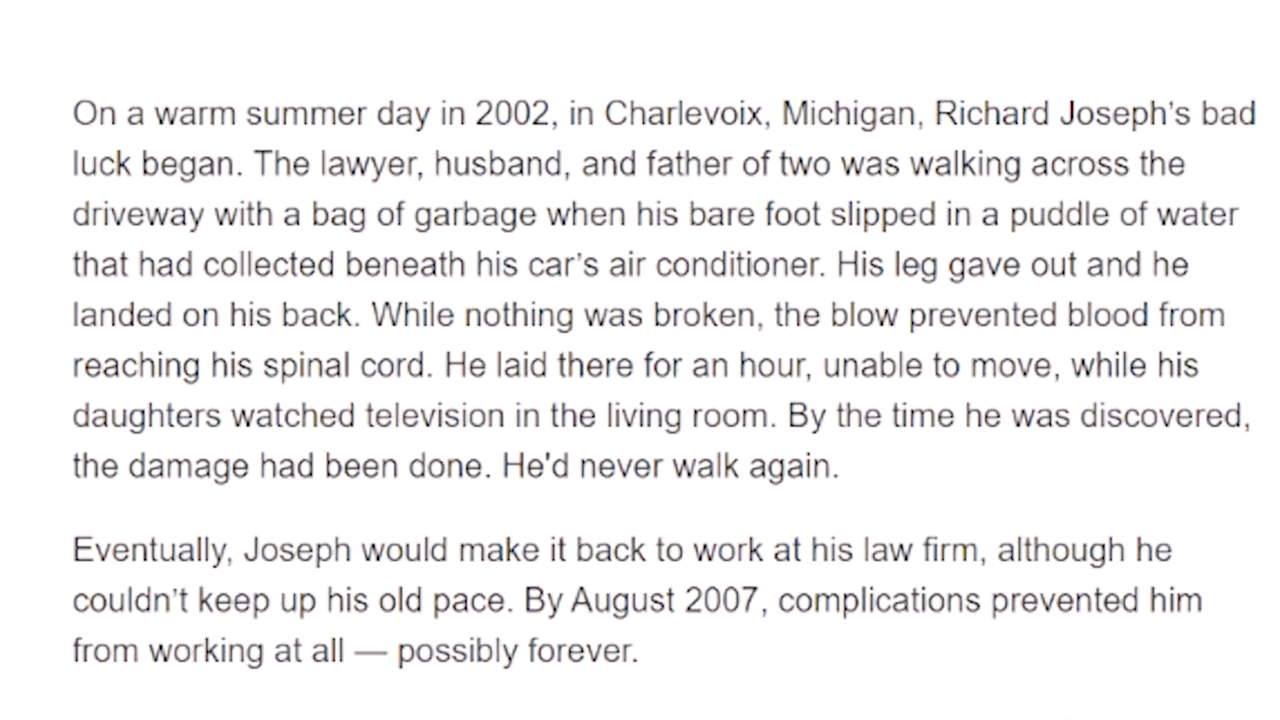 On a warm summer day in 2002, in Charlevoix, Michigan, Richard Joseph’s bad
luck began. The lawyer, husband, and father of two was walking across the
driveway with a bag of garbage when his bare foot slipped in a puddle of water
that had collected beneath his car’s air conditioner. His leg gave out and he
landed on his back. While nothing was broken, the blow prevented blood from
reaching his spinal cord. He laid there for an hour, unable to move, while his
daughters watched television in the living room. By the time he was discovered,
the damage had been done. He'd never walk again.
Eventually, Joseph would make it back to work at his law firm, although he
couldn’t keep up his old pace. By August 2007, complications prevented him
from working at all — possibly forever.